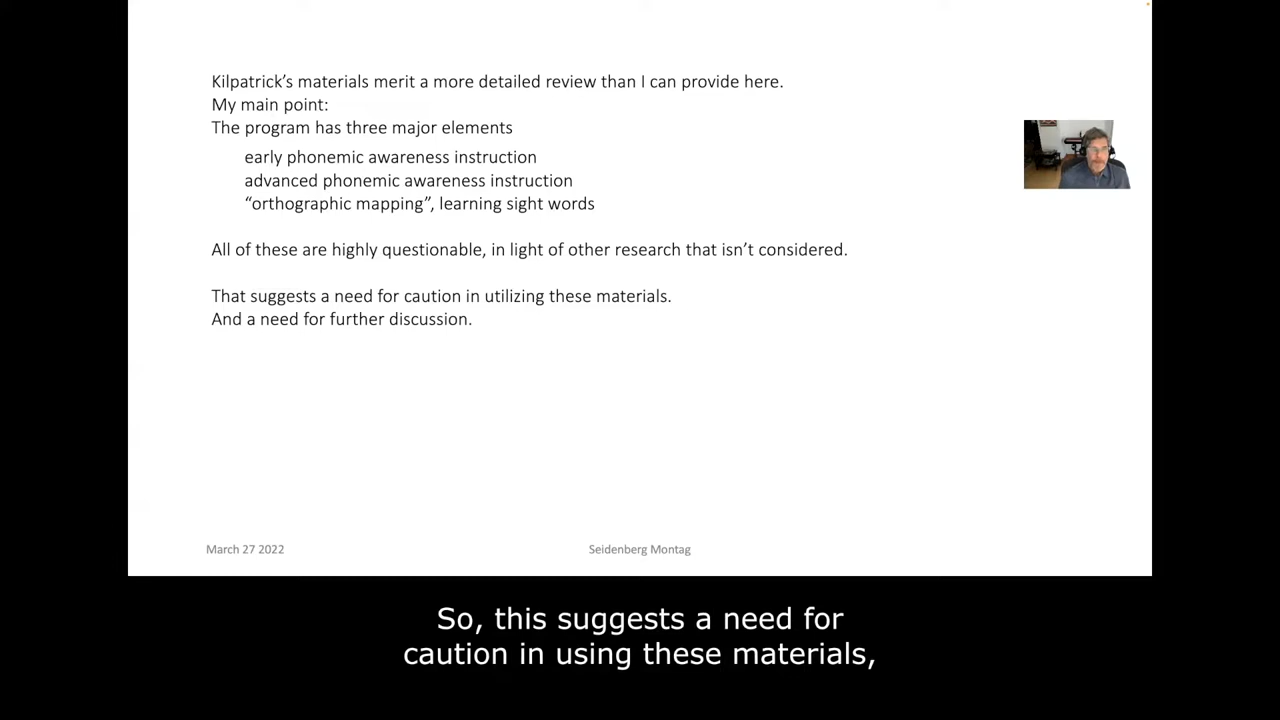 Kilpatrick’s materials merit a more detailed review than I can provide here.
My main point:
The program has three major elements
early phonemic awareness instruction
advanced phonemic awareness instruction
“orthographic mapping”, learning sight words
All of these are highly questionable, in light of other research that isn’t considered.
That suggests a need for caution in utilizing these materials.
And a need for further discussion.
March 27 2022
Seidenberg Montag
So, this suggests a need for
caution in using these materials,